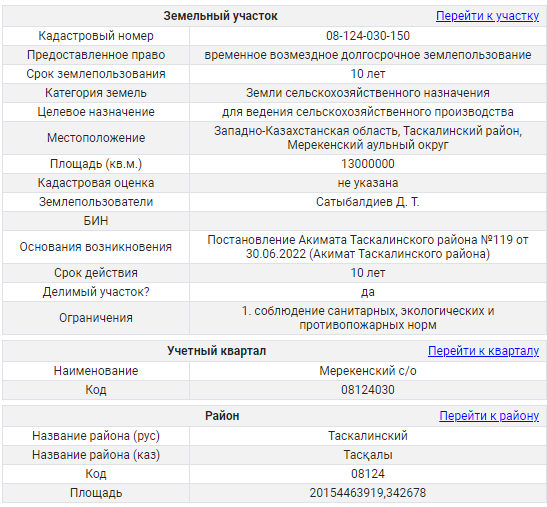 Земельный участок Перейти к участку
Кадастровый номер 08-124-030-150
Предоставленное право временное возмездное долгосрочное землепользование
Срок землепользования 10 лет
Категория земель Земли сельскохозяйственного назначения
Целевое назначение для ведения сельскохозяйственного производства
Местоположение Западно-Казахстанская область, Таскалинский район,
Мерекенский аульный округ
Площадь (кв.м.) 13000000
Кадастровая оценка не указана
Землепользователи Сатыбалдиев Д. Т.
БИН
Основания возникновения Постановление Акимата Таскалинского района №119 от
30.06.2022 (Акимат Таскалинского района)
Срок действия 10 лет
Делимый участок? да
Ограничения 1. соблюдение санитарных, экологических и
противопожарных норм
Учетный квартал Перейти к кварталу
Наименование Мерекенский с/о
Код 08124030
Район Перейти к району
Название района (рус) Таскалинский
Название района (каз) Тасқалы
Код 08124
Площадь 20154463919,342678